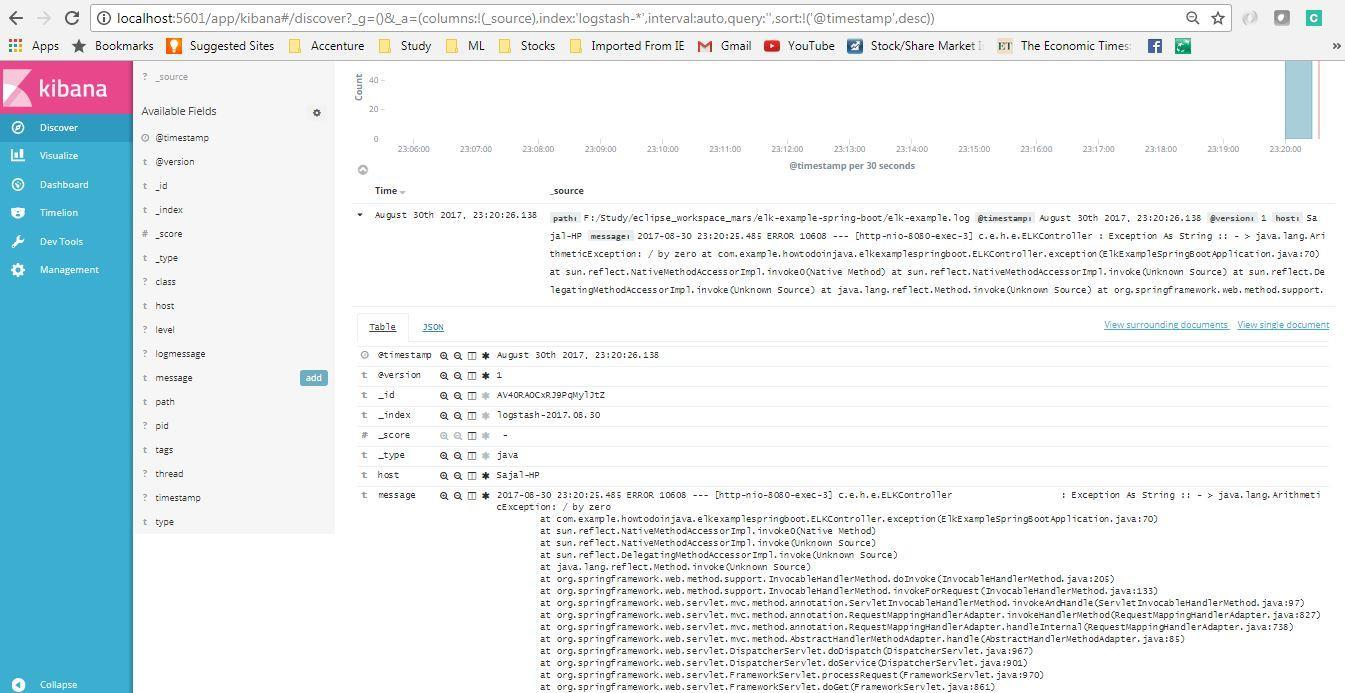 localhost:5601/app/kibana#/discover?_g=()&_a=(columns:!(_source),index:'logstash-*',interval:auto,query:'',sort:!('@timestamp',desc))
Apps Bookmarks Suggested Sites Accenture Study ML Stocks Imported From IE Gmail YouTube Stock/Share Market The Economic Times:
kibana
Discover
Visualize
Dashboard
Timelion
Dev Tools
Management
Collapse
? _source
Available Fields
@timestamp
t @version
t _id
t _index
# _score
t _type
? class
t host
? level
? logmessage
t message add
t path
? pid
t tags
? thread
? timestamp
t type
Count
40
20
0
23:06:00 23:07:00 23:08:00 23:09:00 23:10:00 23:11:00 23:12:00 23:13:00 23:14:00 23:15:00 23:16:00 23:17:00 23:18:00 23:19:00 23:20:00
@timestamp per 30 seconds
Time _source
August 30th 2017, 23:20:26.138 path: F:/Study/eclipse_workspace_mars/elk-example-spring-boot/elk-example.log @timestamp: August 30th 2017, 23:20:26.138 @version: 1 host: Sa
jal-HP message: 2017-08-30 23:20:25.485 ERROR 10608 --- [http-nio-8080-exec-3] c.e.h.e.ELKController : Exception As String :: - > java.lang.Ari
thmeticException: / by zero at com.example.howtodoinjava.elkexamplespringboot.ELKController.exception(ElkExampleSpringBootApplication.java:70)
at sun.reflect.NativeMethodAccessorImpl.invoke0(Native Method) at sun.reflect.NativeMethodAccessorImpl.invoke(Unknown Source) at sun.reflect.De
legatingMethodAccessorImpl.invoke(Unknown Source) at java.lang.reflect.Method.invoke(Unknown Source) at org.springframework.web.method.support.
Table JSON View surrounding documents View single document
@timestamp August 30th 2017, 23:20:26.138
t @version 1
t _id AV40RAOCxRJ9PqMylJtZ
t _index logstash-2017.08.30
# _score -
t _type java
t host Sajal-HP
t message 2017-08-30 23:20:25.485 ERROR 10608 --- [http-nio-8080-exec-3] c.e.h.e.ELKController : Exception As String :: - > java.lang.Arithmeti
cException: / by zero
at com.example.howtodoinjava.elkexamplespringboot.ELKController.exception(ElkExampleSpringBootApplication.java:70)
at sun.reflect.NativeMethodAccessorImpl.invoke0(Native Method)
at sun.reflect.NativeMethodAccessorImpl.invoke(Unknown Source)
at sun.reflect.DelegatingMethodAccessorImpl.invoke(Unknown Source)
at java.lang.reflect.Method.invoke(Unknown Source)
at org.springframework.web.method.support.InvocableHandlerMethod.doInvoke(InvocableHandlerMethod.java:205)
at org.springframework.web.method.support.InvocableHandlerMethod.invokeForRequest(InvocableHandlerMethod.java:133)
at org.springframework.web.servlet.mvc.method.annotation.ServletInvocableHandlerMethod.invokeAndHandle(ServletInvocableHandlerMethod.java:97)
at org.springframework.web.servlet.mvc.method.annotation.RequestMappingHandlerAdapter.invokeHandlerMethod(RequestMappingHandlerAdapter.java:827)
at org.springframework.web.servlet.mvc.method.annotation.RequestMappingHandlerAdapter.handleInternal(RequestMappingHandlerAdapter.java:738)
at org.springframework.web.servlet.mvc.method.AbstractHandlerMethodAdapter.handle(AbstractHandlerMethodAdapter.java:85)
at org.springframework.web.servlet.DispatcherServlet.doDispatch(DispatcherServlet.java:967)
at org.springframework.web.servlet.DispatcherServlet.doService(DispatcherServlet.java:901)
at org.springframework.web.servlet.FrameworkServlet.processRequest(FrameworkServlet.java:970)
at org.springframework.web.servlet.FrameworkServlet.doGet(FrameworkServlet.java:861)